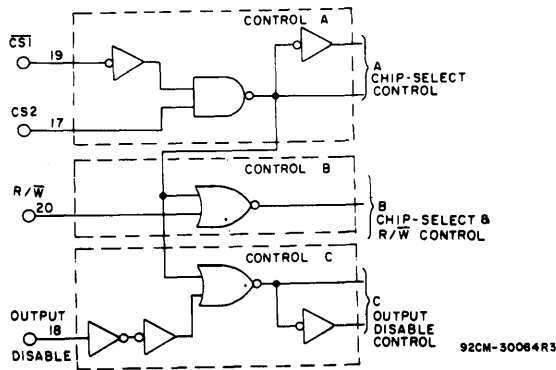 CONTROL A
C̅S̅1̅
19
CS2
17
A
CHIP-SELECT
CONTROL
CONTROL B
R/W̅
20
B
CHIP-SELECT &
R/W̅ CONTROL
CONTROL C
OUTPUT
18
DISABLE
C
OUTPUT
DISABLE
CONTROL
92CM-30064R3